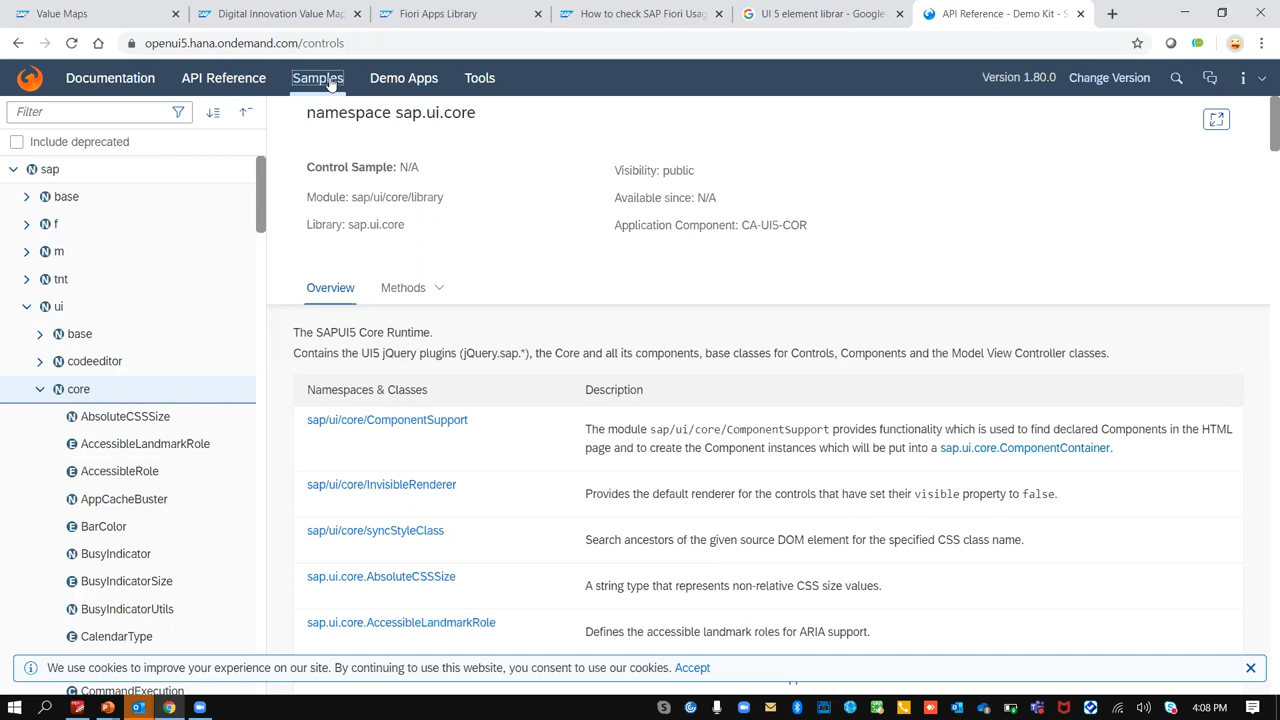 Value Maps
Digital Innovation Value Map
Fiori Apps Library
How to check SAP Fiori Usag
UI 5 element librar - Google
API Reference - Demo Kit - S
openui5.hana.ondemand.com/controls
Documentation
API Reference
Samples
Demo Apps
Tools
Version 1.80.0
Change Version
Filter
Include deprecated
sap
base
f
m
tnt
ui
base
codeeditor
core
AbsoluteCSSSize
AccessibleLandmarkRole
AccessibleRole
AppCacheBuster
BarColor
BusyIndicator
BusyIndicatorSize
BusyIndicatorUtils
CalendarType
CommandExecution
namespace sap.ui.core
Control Sample: N/A
Module: sap/ui/core/library
Library: sap.ui.core
Visibility: public
Available since: N/A
Application Component: CA-UI5-COR
Overview
Methods
The SAPUI5 Core Runtime.
Contains the UI5 jQuery plugins (jQuery.sap.*), the Core and all its components, base classes for Controls, Components and the Model View Controller classes.
Namespaces & Classes
Description
sap/ui/core/ComponentSupport
The module sap/ui/core/ComponentSupport provides functionality which is used to find declared Components in the HTML
page and to create the Component instances which will be put into a sap.ui.core.ComponentContainer.
sap/ui/core/InvisibleRenderer
Provides the default renderer for the controls that have set their visible property to false.
sap/ui/core/syncStyleClass
Search ancestors of the given source DOM element for the specified CSS class name.
sap.ui.core.AbsoluteCSSSize
A string type that represents non-relative CSS size values.
sap.ui.core.AccessibleLandmarkRole
Defines the accessible landmark roles for ARIA support.
We use cookies to improve your experience on our site. By continuing to use this website, you consent to use our cookies. Accept
4:08 PM